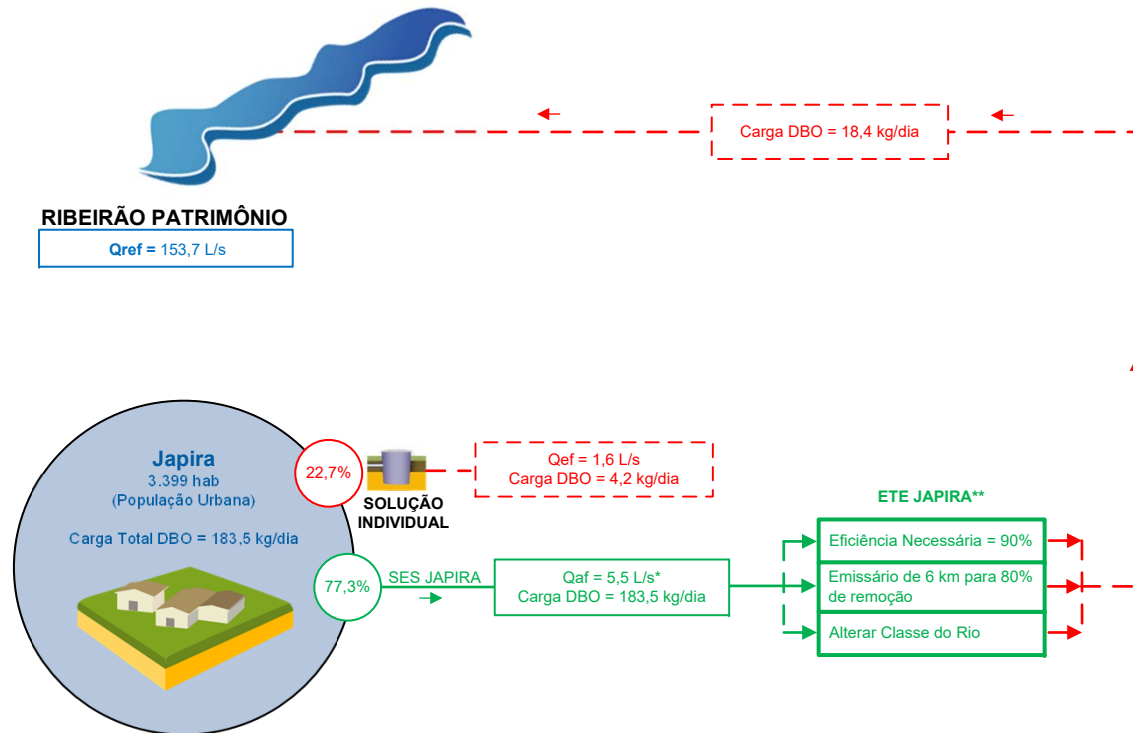 Carga DBO = 18,4 kg/dia
RIBEIRÃO PATRIMÔNIO
Qref = 153,7 L/s
Japira
3.399 hab
(População Urbana)
Carga Total DBO = 183,5 kg/dia
22,7%
SOLUÇÃO
INDIVIDUAL
Qef = 1,6 L/s
Carga DBO = 4,2 kg/dia
77,3%
SES JAPIRA
Qaf = 5,5 L/s*
Carga DBO = 183,5 kg/dia
ETE JAPIRA**
Eficiência Necessária = 90%
Emissário de 6 km para 80%
de remoção
Alterar Classe do Rio